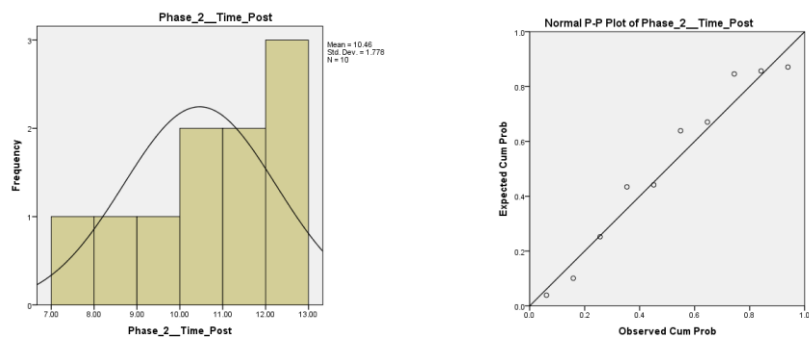 Phase_2__Time_Post
Mean = 10.46
Std. Dev. = 1.778
N = 10
Frequency
3
2
1
0
7.00 8.00 9.00 10.00 11.00 12.00 13.00
Phase_2__Time_Post
Normal P-P Plot of Phase_2__Time_Post
Expected Cum Prob
1.0
0.8
0.6
0.4
0.2
0.0
0.0 0.2 0.4 0.6 0.8 1.0
Observed Cum Prob